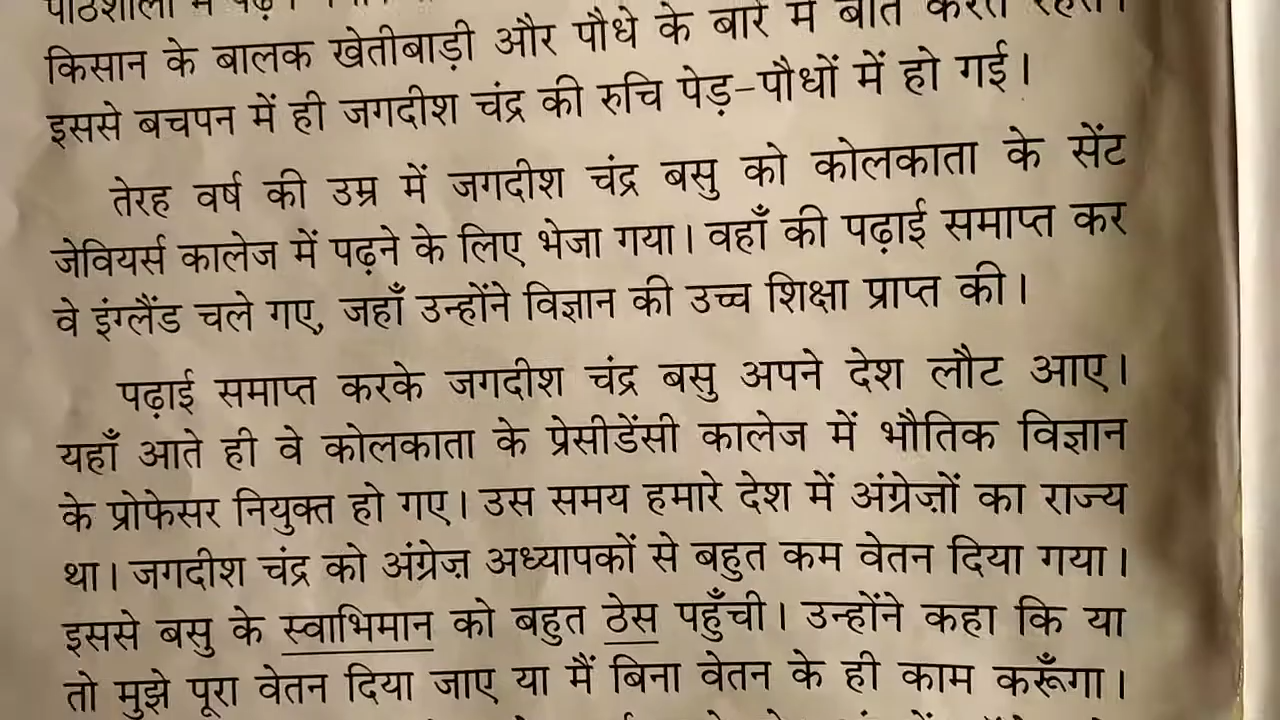 पाठशाला में
किसान के बालक खेतीबाड़ी और पौधे के बारे में बात करते रहते।
इससे बचपन में ही जगदीश चंद्र की रुचि पेड़-पौधों में हो गई।
तेरह वर्ष की उम्र में जगदीश चंद्र बसु को कोलकाता के सेंट
जेवियर्स कालेज में पढ़ने के लिए भेजा गया। वहाँ की पढ़ाई समाप्त कर
वे इंग्लैंड चले गए, जहाँ उन्होंने विज्ञान की उच्च शिक्षा प्राप्त की।
पढ़ाई समाप्त करके जगदीश चंद्र बसु अपने देश लौट आए।
यहाँ आते ही वे कोलकाता के प्रेसीडेंसी कालेज में भौतिक विज्ञान
के प्रोफेसर नियुक्त हो गए। उस समय हमारे देश में अंग्रेज़ों का राज्य
था। जगदीश चंद्र को अंग्रेज़ अध्यापकों से बहुत कम वेतन दिया गया।
इससे बसु के स्वाभिमान को बहुत ठेस पहुँची। उन्होंने कहा कि या
तो मुझे पूरा वेतन दिया जाए या मैं बिना वेतन के ही काम करूँगा।